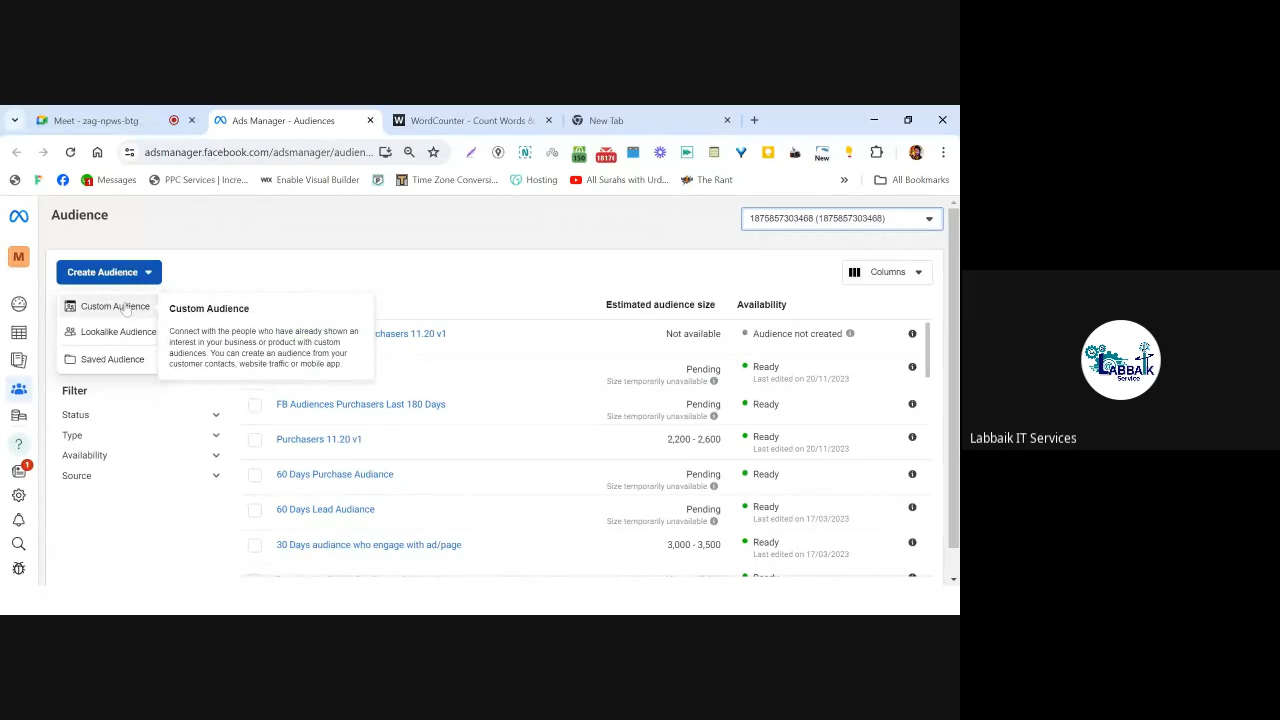 Meet - zag-npws-btg
Ads Manager - Audiences
WordCounter - Count Words &
New Tab
adsmanager.facebook.com/adsmanager/audien...
150
18174
New
Messages
PPC Services | Incre...
WIX Enable Visual Builder
Time Zone Conversi...
Hosting
All Surahs with Urd...
The Rant
All Bookmarks
Audience
1875857303468 (1875857303468)
M
Create Audience
Columns
Custom Audience
Lookalike Audience
Saved Audience
Custom Audience
Connect with the people who have already shown an
interest in your business or product with custom
audiences. You can create an audience from your
customer contacts, website traffic or mobile app.
Estimated audience size
Availability
chasers 11.20 v1
Not available
Audience not created
Pending
Size temporarily unavailable
Ready
Last edited on 20/11/2023
Filter
Status
Type
Availability
Source
FB Audiences Purchasers Last 180 Days
Pending
Size temporarily unavailable
Ready
Purchasers 11.20 v1
2,200 - 2,600
Ready
Last edited on 20/11/2023
60 Days Purchase Audiance
Pending
Size temporarily unavailable
Ready
60 Days Lead Audiance
Pending
Size temporarily unavailable
Ready
Last edited on 17/03/2023
30 Days audiance who engage with ad/page
3,000 - 3,500
Ready
Last edited on 17/03/2023
Ready
1
LABBAIK
Service
Labbaik IT Services